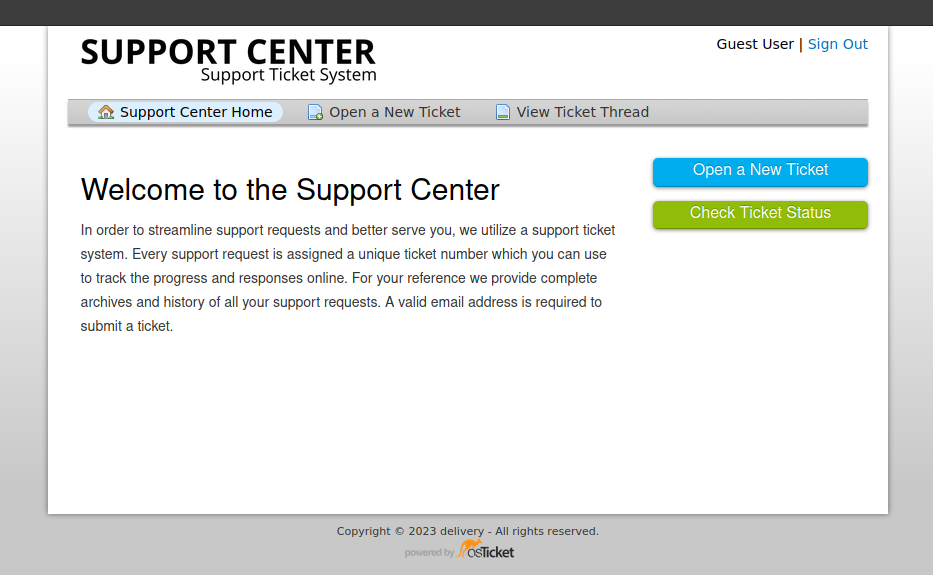 SUPPORT CENTER
Support Ticket System
Guest User | Sign Out
Support Center Home
Open a New Ticket
View Ticket Thread
Welcome to the Support Center
In order to streamline support requests and better serve you, we utilize a support ticket
system. Every support request is assigned a unique ticket number which you can use
to track the progress and responses online. For your reference we provide complete
archives and history of all your support requests. A valid email address is required to
submit a ticket.
Open a New Ticket
Check Ticket Status
Copyright © 2023 delivery - All rights reserved.
powered by osTicket